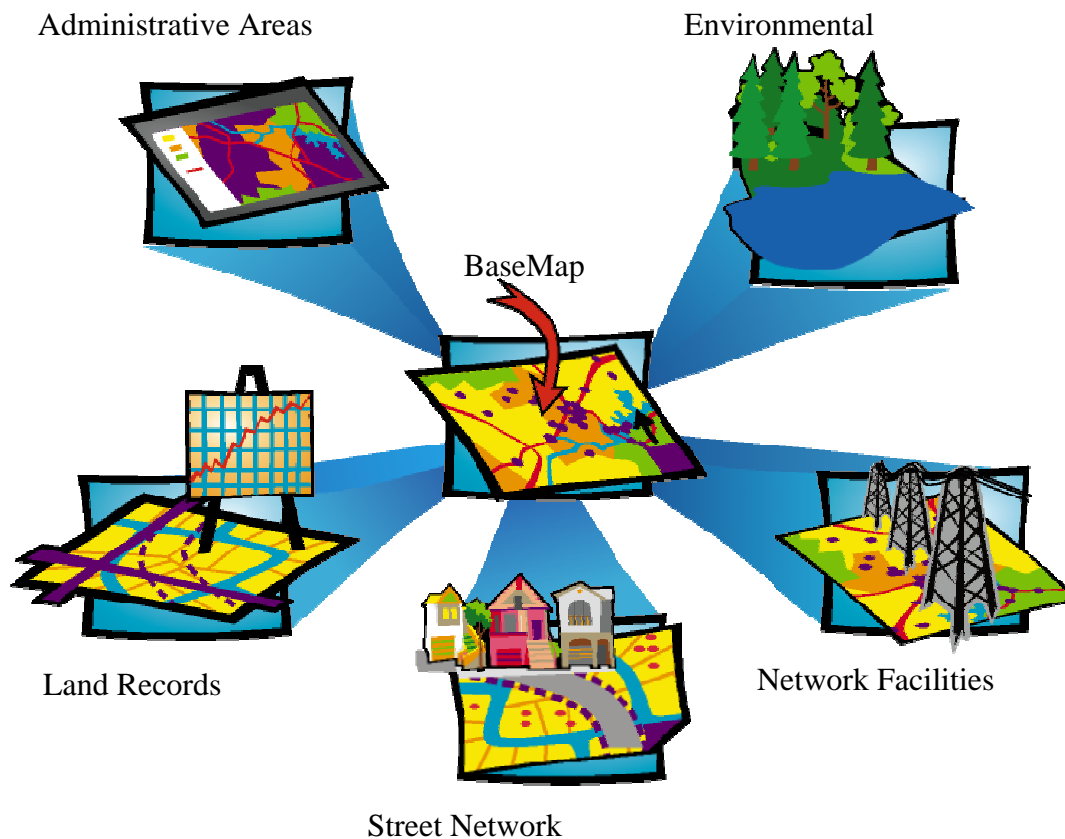 Administrative Areas
Environmental
BaseMap
Land Records
Network Facilities
Street Network